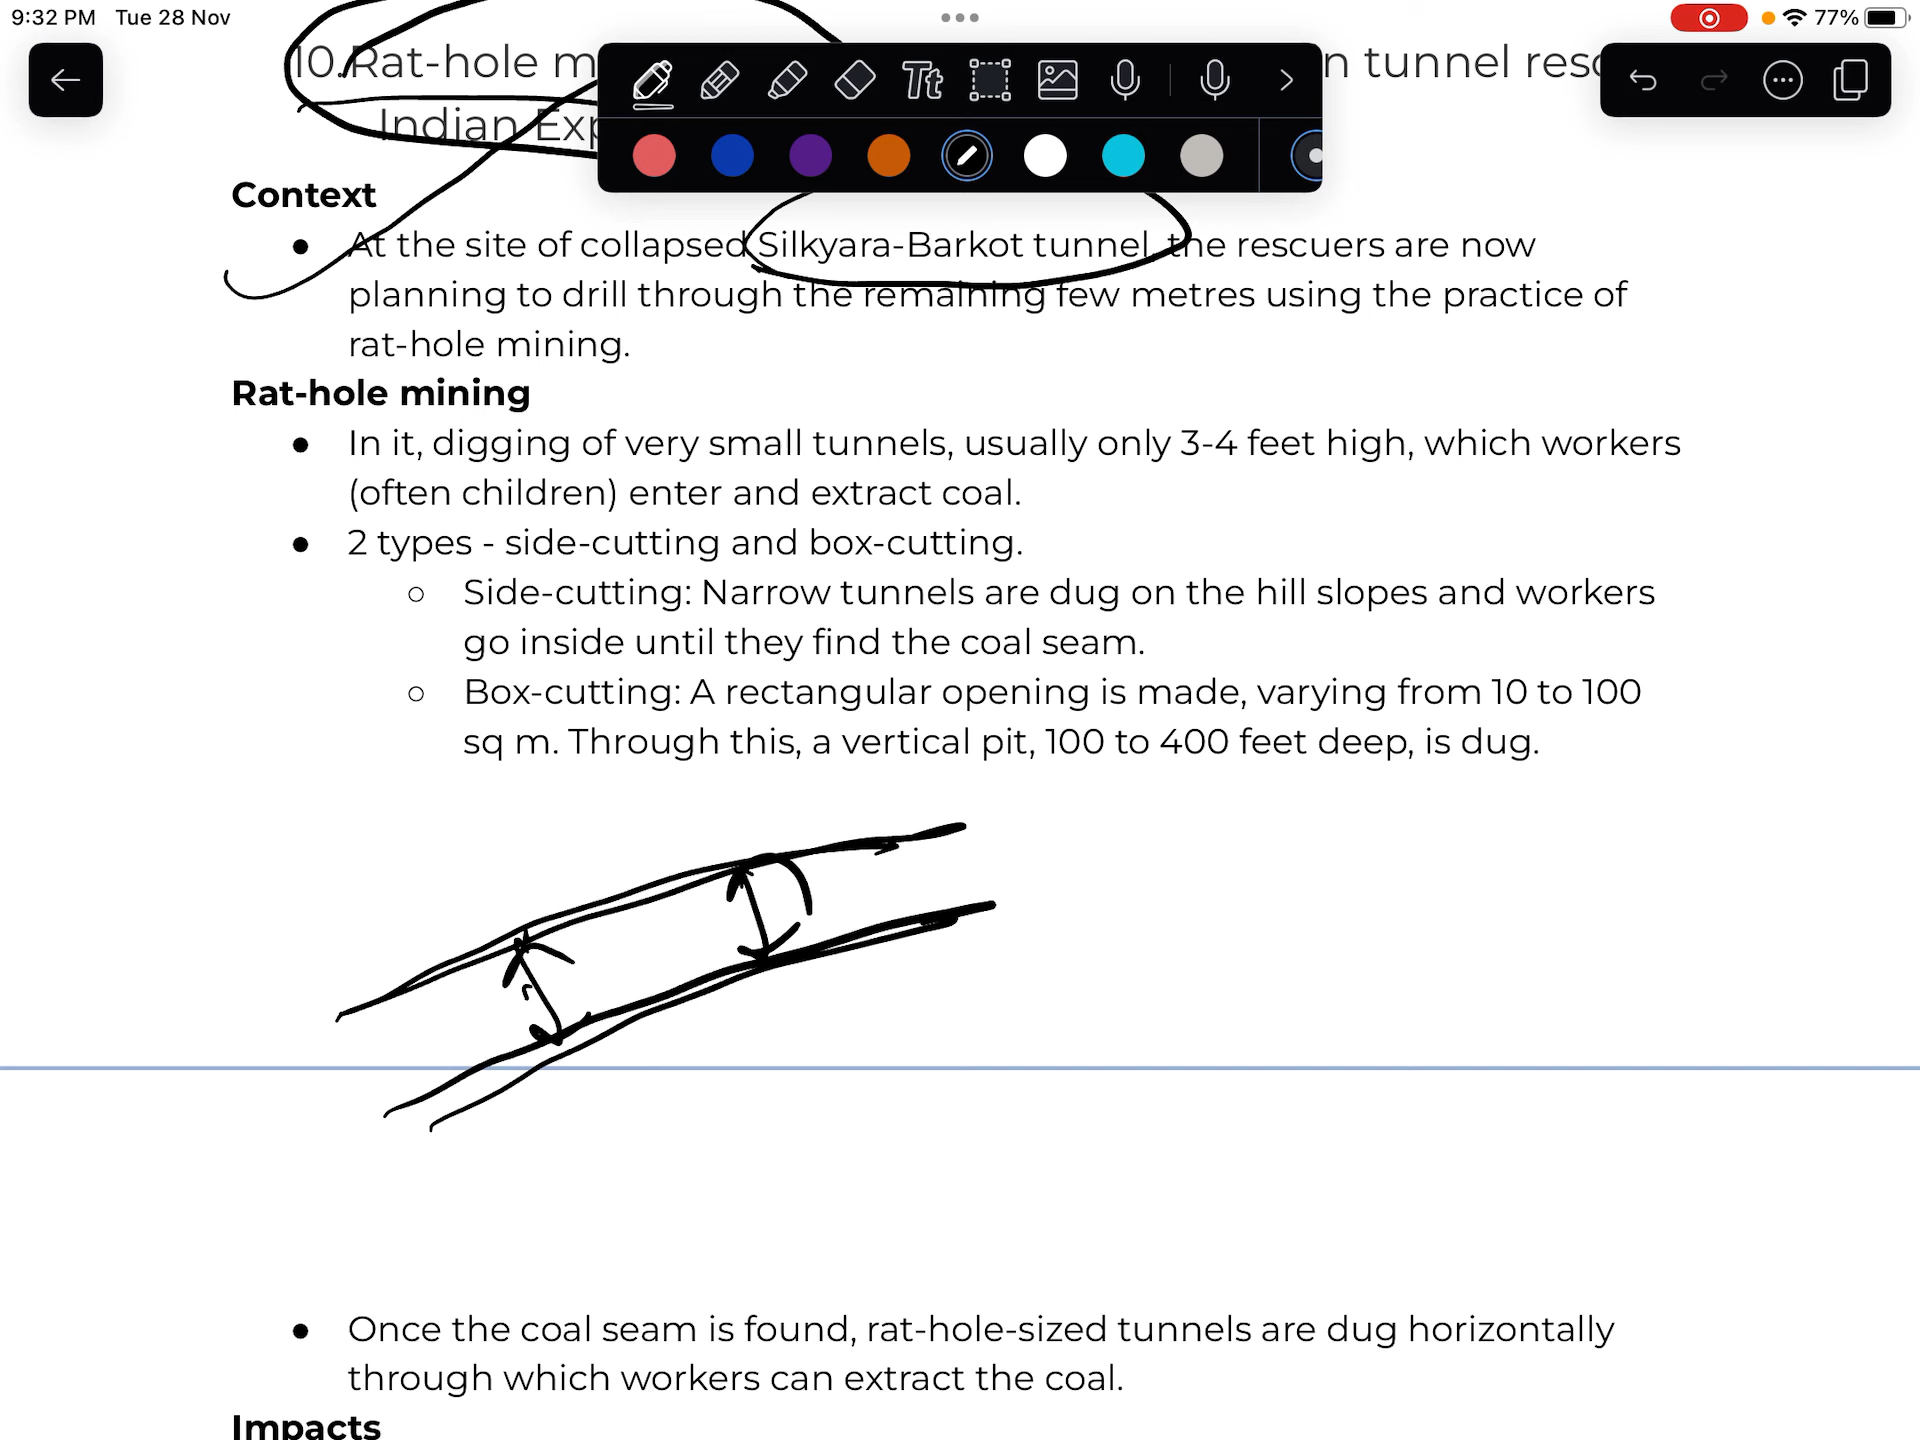 9:32 PM Tue 28 Nov
77%
10. Rat-hole m
n tunnel resc
Indian Exp
Tt
Context
● At the site of collapsed Silkyara-Barkot tunnel, the rescuers are now
planning to drill through the remaining few metres using the practice of
rat-hole mining.
Rat-hole mining
● In it, digging of very small tunnels, usually only 3-4 feet high, which workers
(often children) enter and extract coal.
● 2 types - side-cutting and box-cutting.
○ Side-cutting: Narrow tunnels are dug on the hill slopes and workers
go inside until they find the coal seam.
○ Box-cutting: A rectangular opening is made, varying from 10 to 100
sq m. Through this, a vertical pit, 100 to 400 feet deep, is dug.
● Once the coal seam is found, rat-hole-sized tunnels are dug horizontally
through which workers can extract the coal.
Impacts